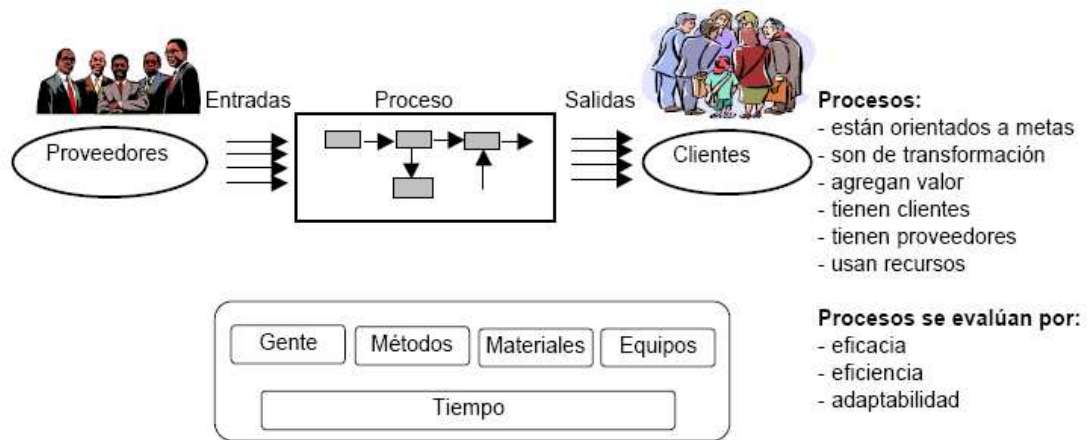 Entradas
Proceso
Salidas
Proveedores
Clientes
Procesos:
- están orientados a metas
- son de transformación
- agregan valor
- tienen clientes
- tienen proveedores
- usan recursos
Gente
Métodos
Materiales
Equipos
Tiempo
Procesos se evalúan por:
- eficacia
- eficiencia
- adaptabilidad